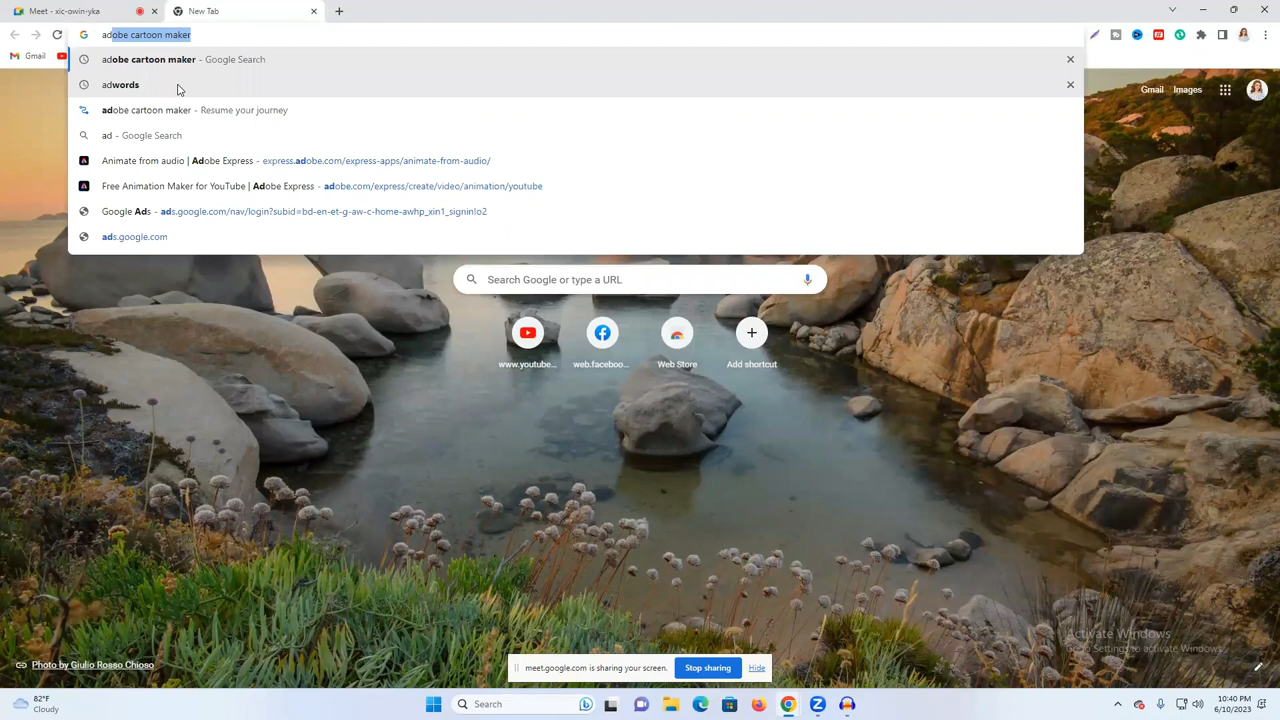 Meet - xic-owin-yka
New Tab
adobe cartoon maker
Gmail
adobe cartoon maker - Google Search
adwords
adobe cartoon maker - Resume your journey
ad - Google Search
Animate from audio | Adobe Express - express.adobe.com/express-apps/animate-from-audio/
Free Animation Maker for YouTube | Adobe Express - adobe.com/express/create/video/animation/youtube
Google Ads - ads.google.com/nav/login?subid=bd-en-et-g-aw-c-home-awhp_xin1_signin!o2
ads.google.com
Gmail Images
Search Google or type a URL
www.youtube...
web.faceboo...
Web Store
Add shortcut
Activate Windows
Go to Settings to activate Windows.
Photo by Giulio Rosso Chioso
meet.google.com is sharing your screen.
Stop sharing
Hide
82°F
Cloudy
Search
10:40 PM
6/10/2023